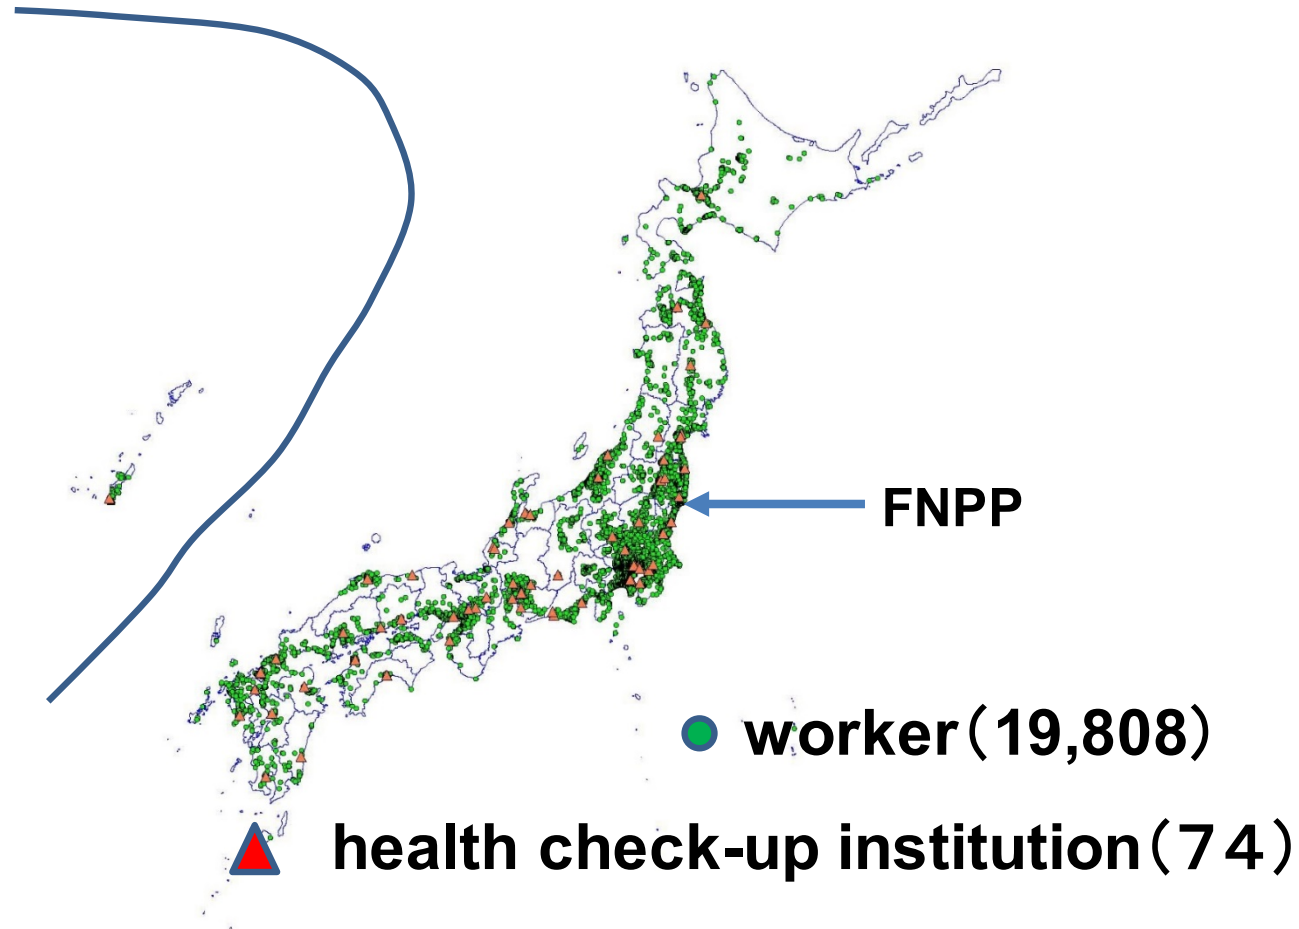 FNPP
worker（19,808）
health check-up institution（７４）